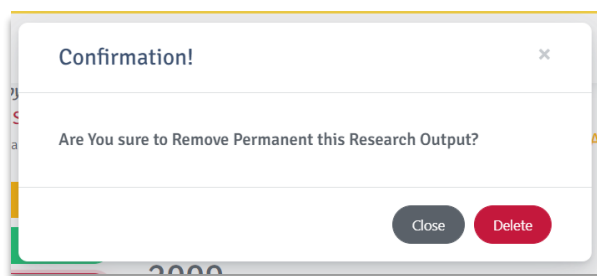 Confirmation!
×
Are You sure to Remove Permanent this Research Output?
Close
Delete